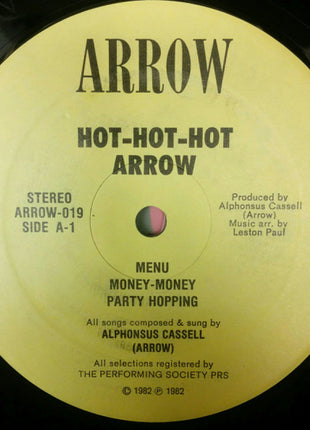 ARROW
HOT-HOT-HOT
ARROW
STEREO
ARROW-019
SIDE A-1
Produced by
Alphonsus Cassell
(Arrow)
Music arr. by
Leston Paul
MENU
MONEY-MONEY
PARTY HOPPING
All songs composed & sung by
ALPHONSUS CASSELL
(ARROW)
All selections registered by
THE PERFORMING SOCIETY PRS
© 1982 ℗ 1982